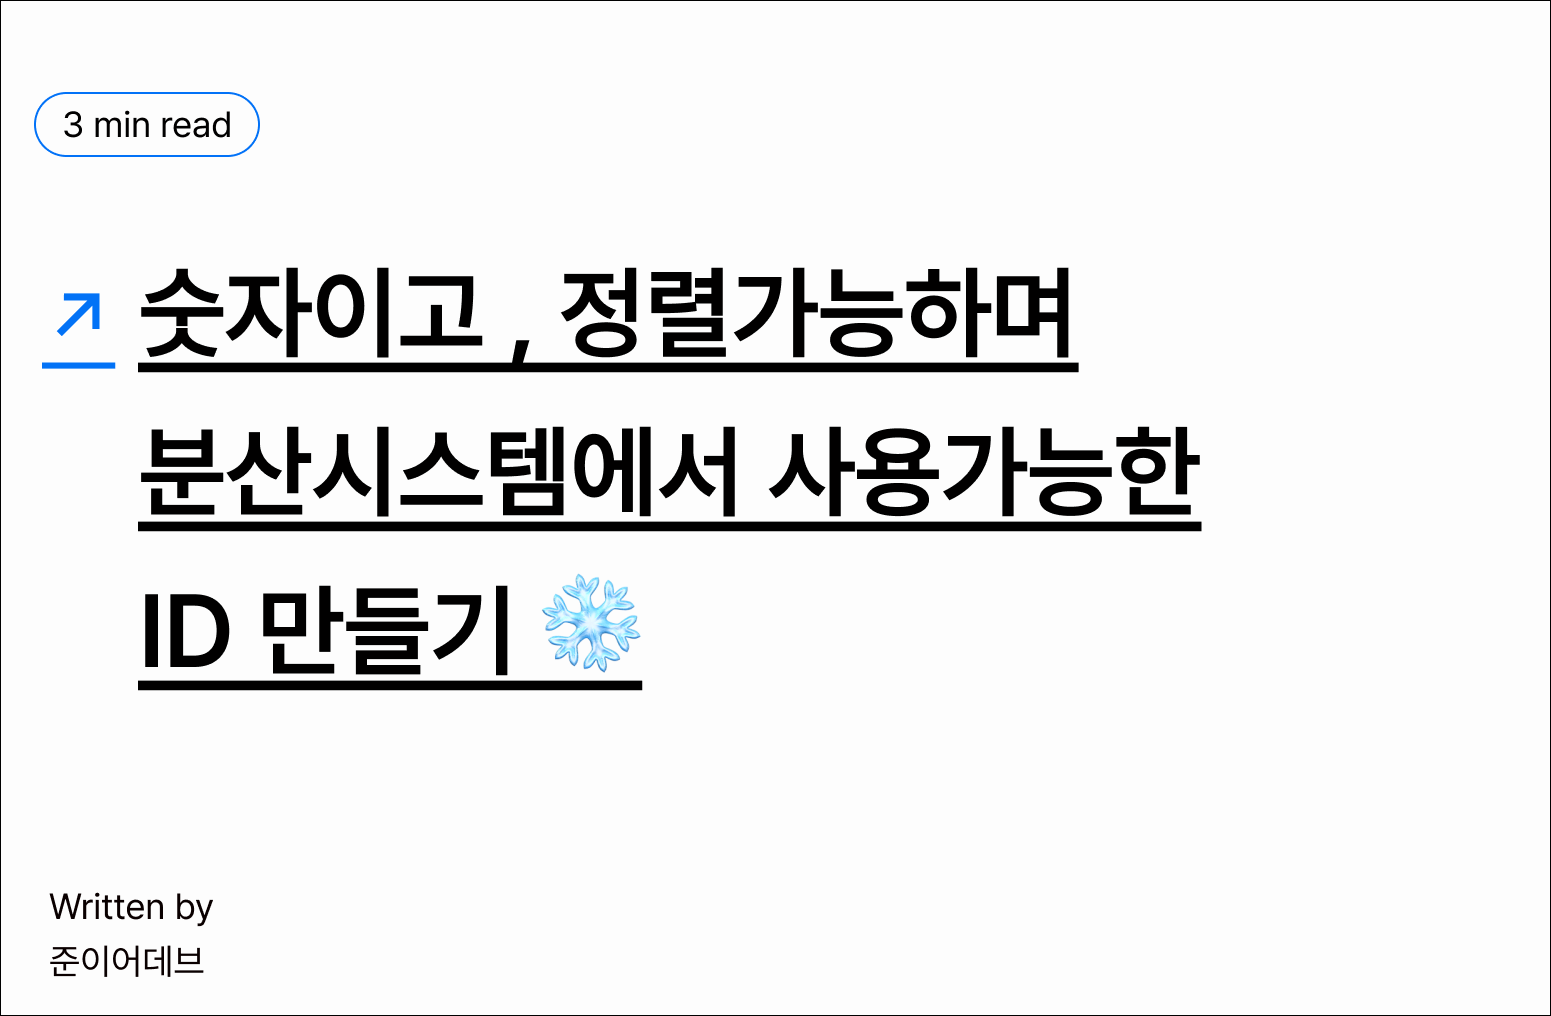 3 min read
↗ 숫자이고 , 정렬가능하며
분산시스템에서 사용가능한
ID 만들기 ❄️
Written by
준이어데브